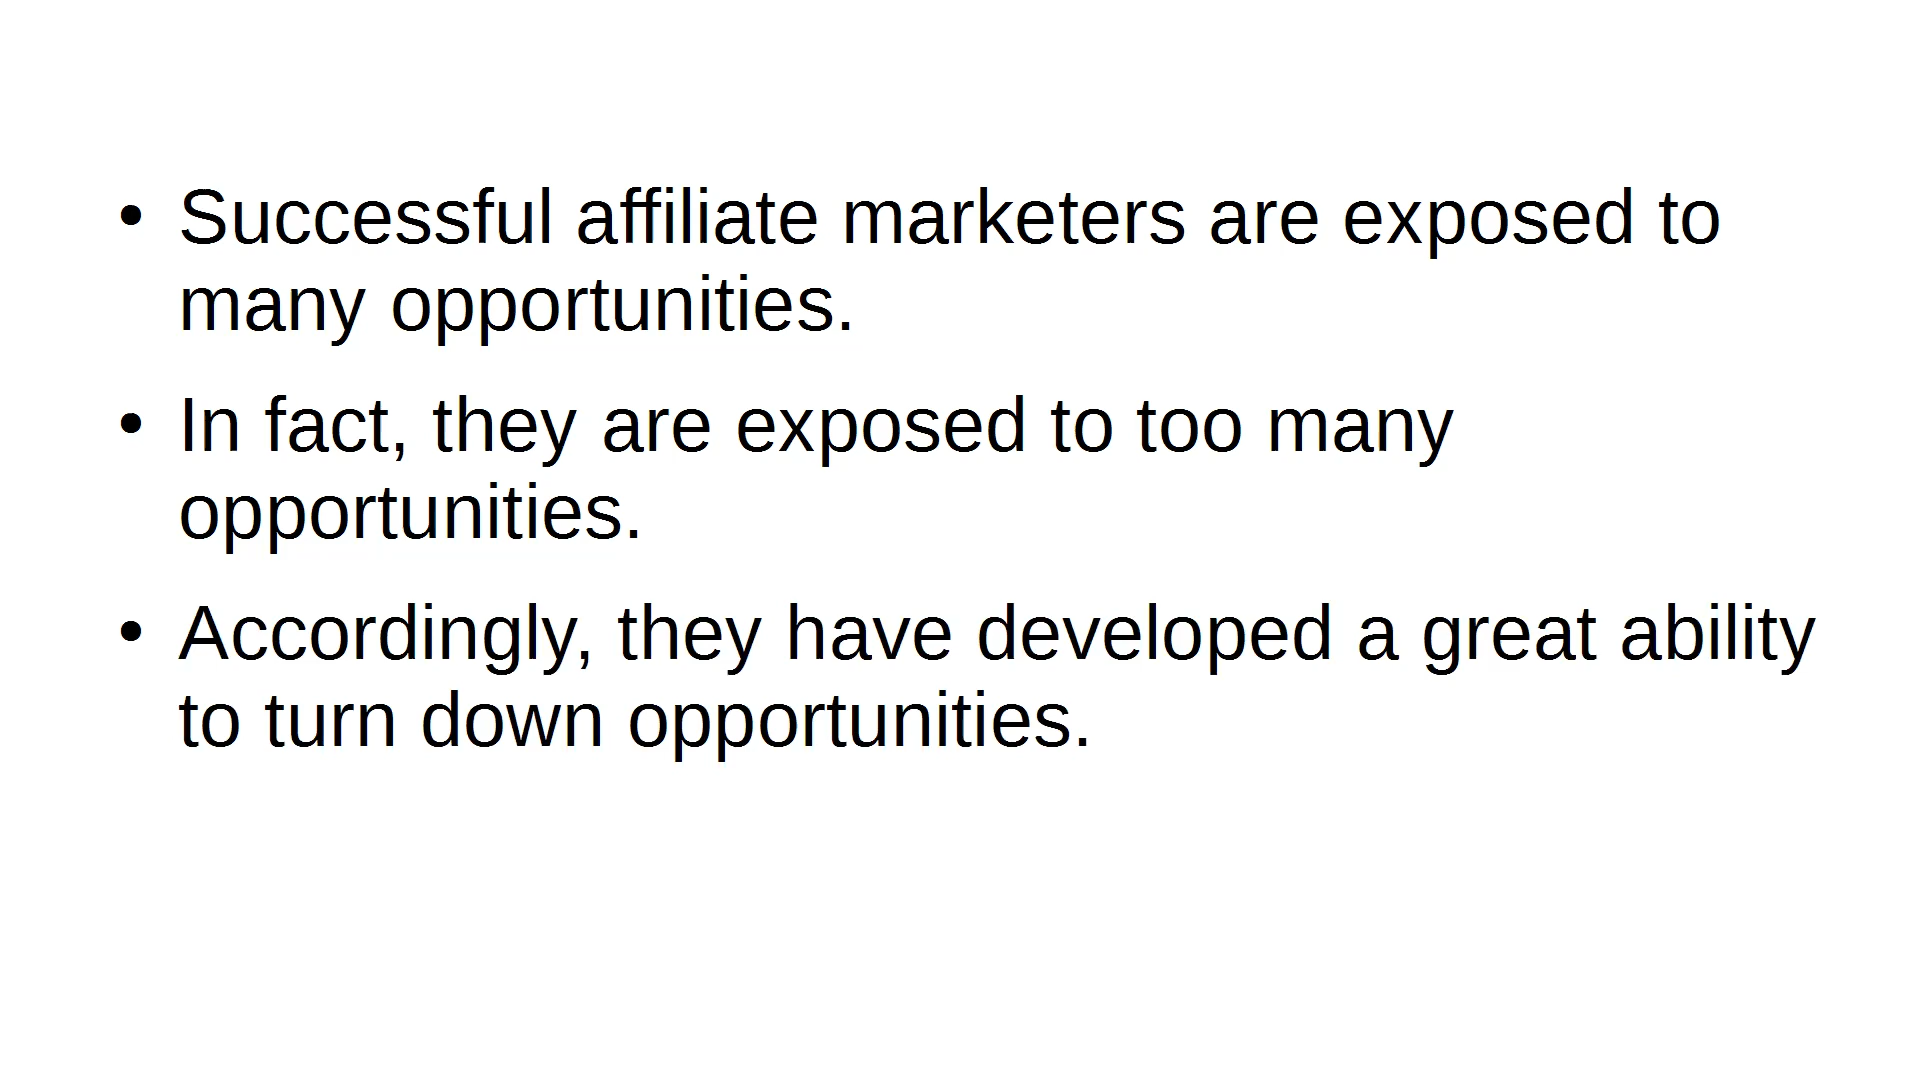 • Successful affiliate marketers are exposed to
many opportunities.
• In fact, they are exposed to too many
opportunities.
• Accordingly, they have developed a great ability
to turn down opportunities.